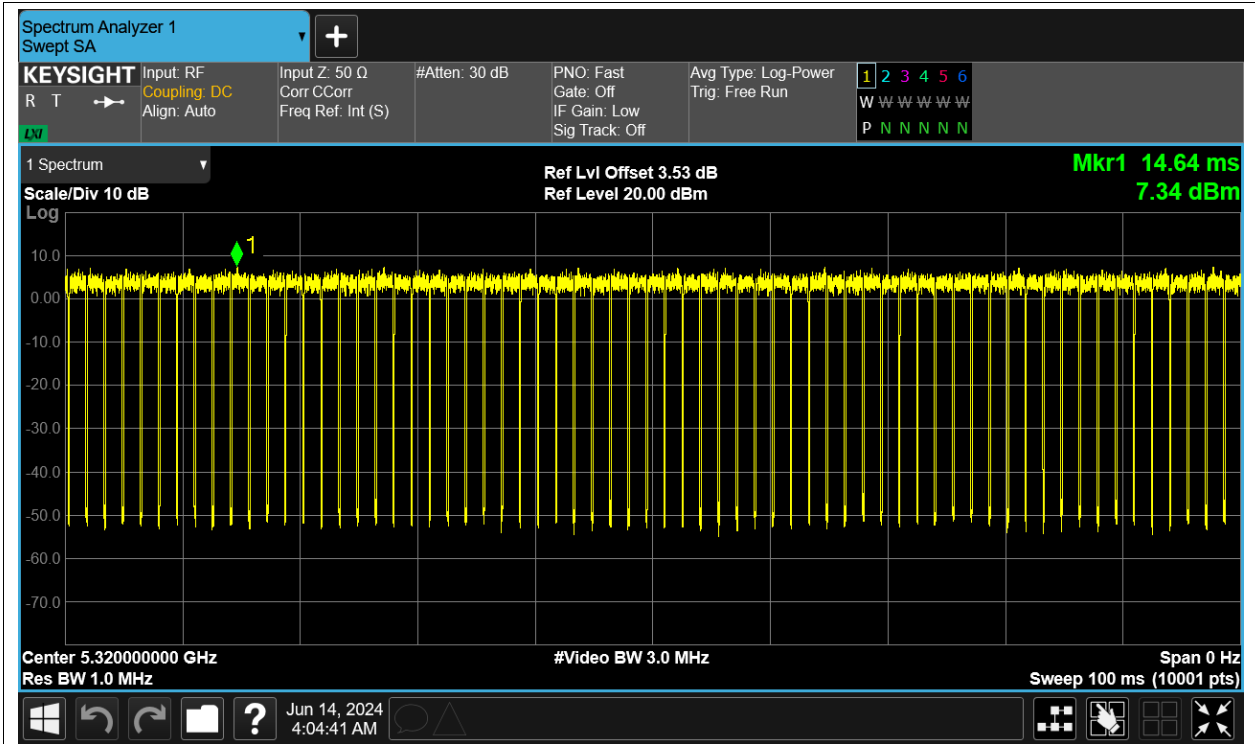 Spectrum Analyzer 1
Swept SA
KEYSIGHT
R T
LXI
Input: RF
Coupling: DC
Align: Auto
Input Z: 50 Ω
Corr CCorr
Freq Ref: Int (S)
#Atten: 30 dB
PNO: Fast
Gate: Off
IF Gain: Low
Sig Track: Off
Avg Type: Log-Power
Trig: Free Run
1 2 3 4 5 6
W W W W W W
P N N N N N
1 Spectrum
Scale/Div 10 dB
Log
Ref Lvl Offset 3.53 dB
Ref Level 20.00 dBm
Mkr1 14.64 ms
7.34 dBm
1
10.0
0.00
-10.0
-20.0
-30.0
-40.0
-50.0
-60.0
-70.0
Center 5.320000000 GHz
#Video BW 3.0 MHz
Span 0 Hz
Res BW 1.0 MHz
Sweep 100 ms (10001 pts)
?
Jun 14, 2024
4:04:41 AM